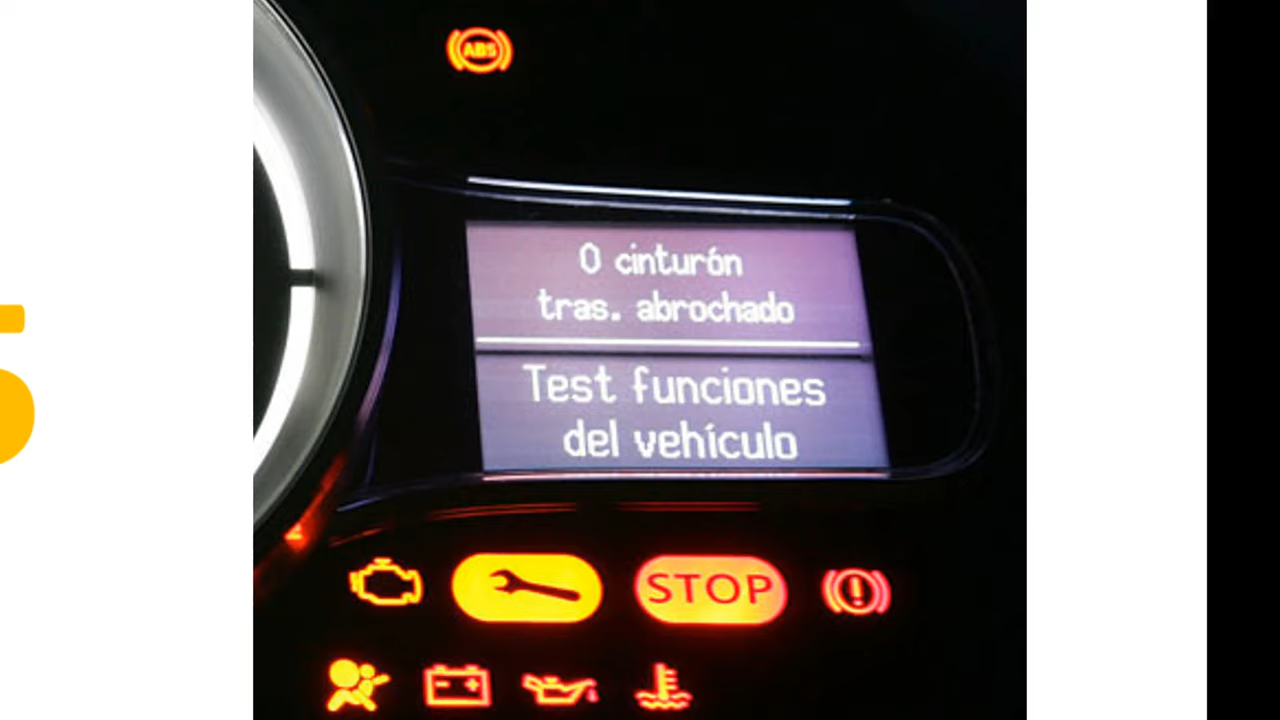 ABS
0 cinturón
tras. abrochado
Test funciones
del vehículo
STOP